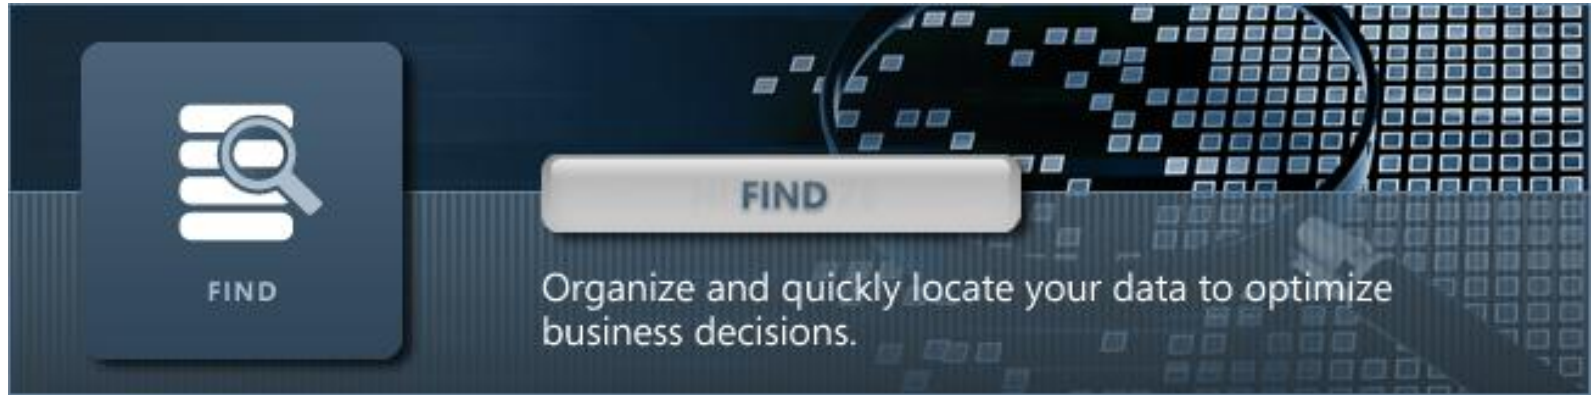 FIND
FIND
Organize and quickly locate your data to optimize
business decisions.